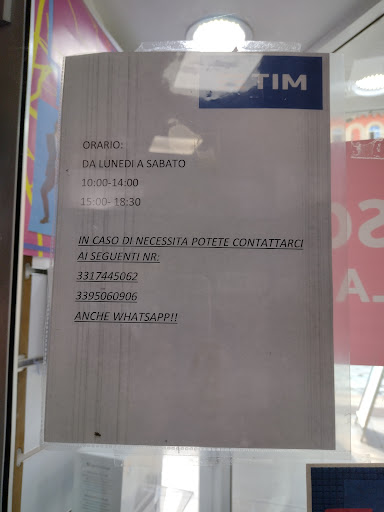 TIM
ORARIO:
DA LUNEDI A SABATO
10:00-14:00
15:00- 18:30
IN CASO DI NECESSITA POTETE CONTATTARCI
AI SEGUENTI NR:
3317445062
3395060906
ANCHE WHATSAPP!!